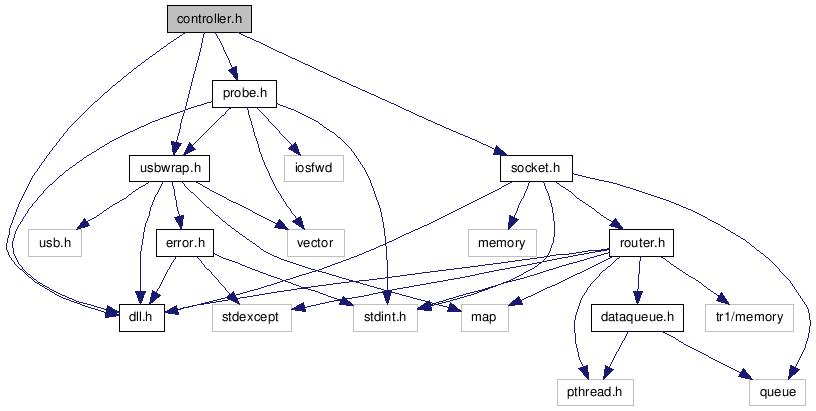 controller.h
probe.h
usbwrap.h
iosfwd
socket.h
usb.h
error.h
vector
memory
router.h
dll.h
stdexcept
stdint.h
map
dataqueue.h
tr1/memory
pthread.h
queue